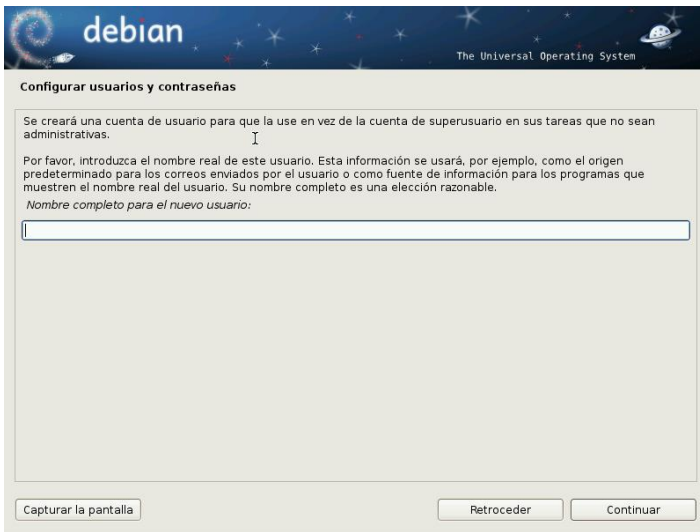 debian
The Universal Operating System
Configurar usuarios y contraseñas
Se creará una cuenta de usuario para que la use en vez de la cuenta de superusuario en sus tareas que no sean
administrativas.
Por favor, introduzca el nombre real de este usuario. Esta información se usará, por ejemplo, como el origen
predeterminado para los correos enviados por el usuario o como fuente de información para los programas que
muestren el nombre real del usuario. Su nombre completo es una elección razonable.
Nombre completo para el nuevo usuario:
Capturar la pantalla
Retroceder
Continuar